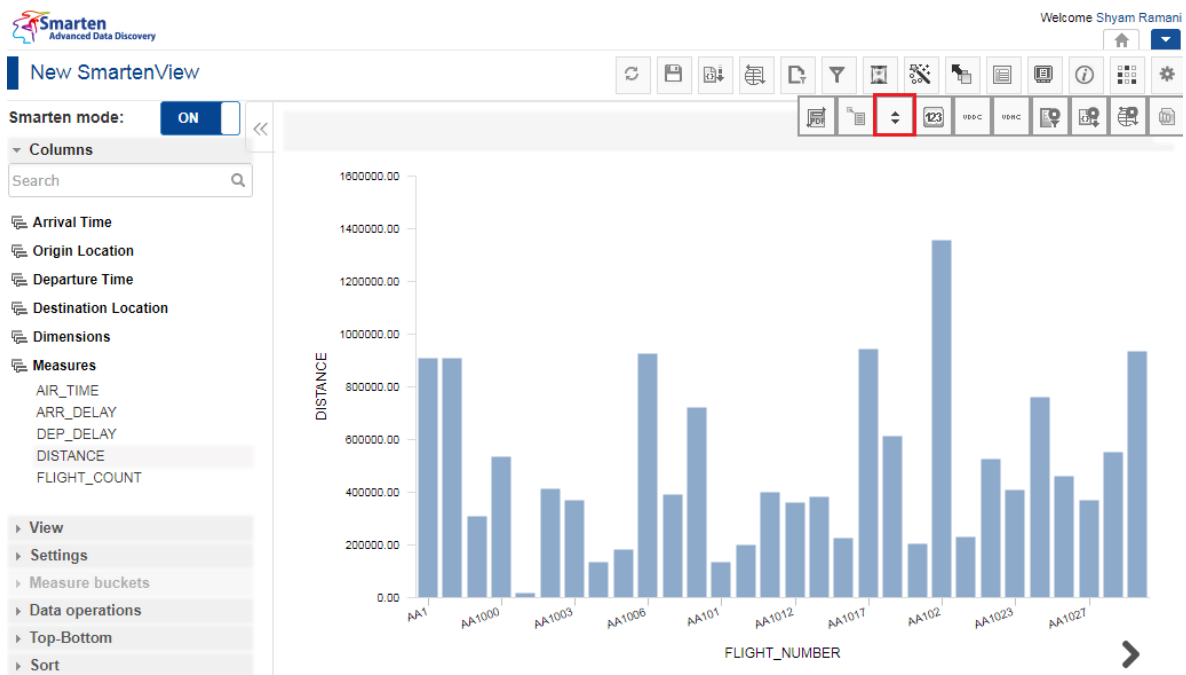 Smarten
Advanced Data Discovery
Welcome Shyam Ramani
New SmartenView
Smarten mode:
ON
Columns
Search
Arrival Time
Origin Location
Departure Time
Destination Location
Dimensions
Measures
AIR_TIME
ARR_DELAY
DEP_DELAY
DISTANCE
FLIGHT_COUNT
View
Settings
Measure buckets
Data operations
Top-Bottom
Sort
PDF
123
UDDC
UDHC
1600000.00
1400000.00
1200000.00
1000000.00
800000.00
600000.00
400000.00
200000.00
0.00
DISTANCE
AA1 AA1000 AA1003 AA1006 AA101 AA1012 AA1017 AA102 AA1023 AA1027
FLIGHT_NUMBER